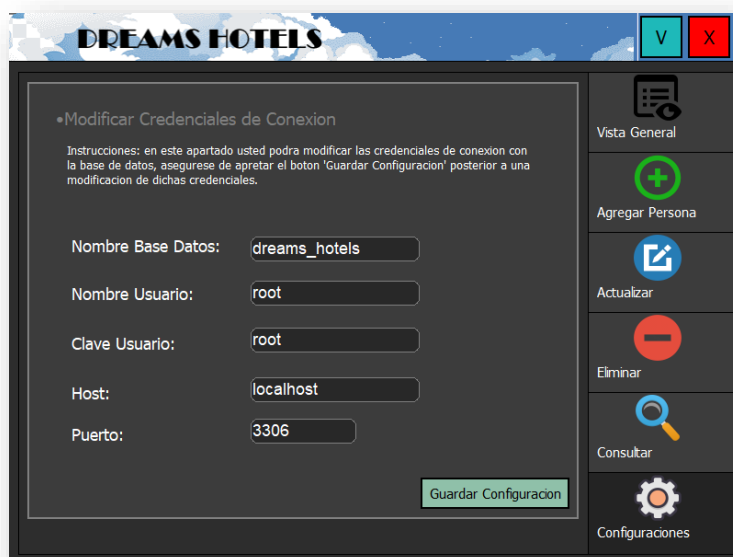 DREAMS HOTELS
V
X
•Modificar Credenciales de Conexion
Instrucciones: en este apartado usted podra modificar las credenciales de conexion con
la base de datos, asegurese de apretar el boton 'Guardar Configuracion' posterior a una
modificacion de dichas credenciales.
Nombre Base Datos:
dreams_hotels
Nombre Usuario:
root
Clave Usuario:
root
Host:
localhost
Puerto:
3306
Guardar Configuracion
Vista General
Agregar Persona
Actualizar
Eliminar
Consultar
Configuraciones